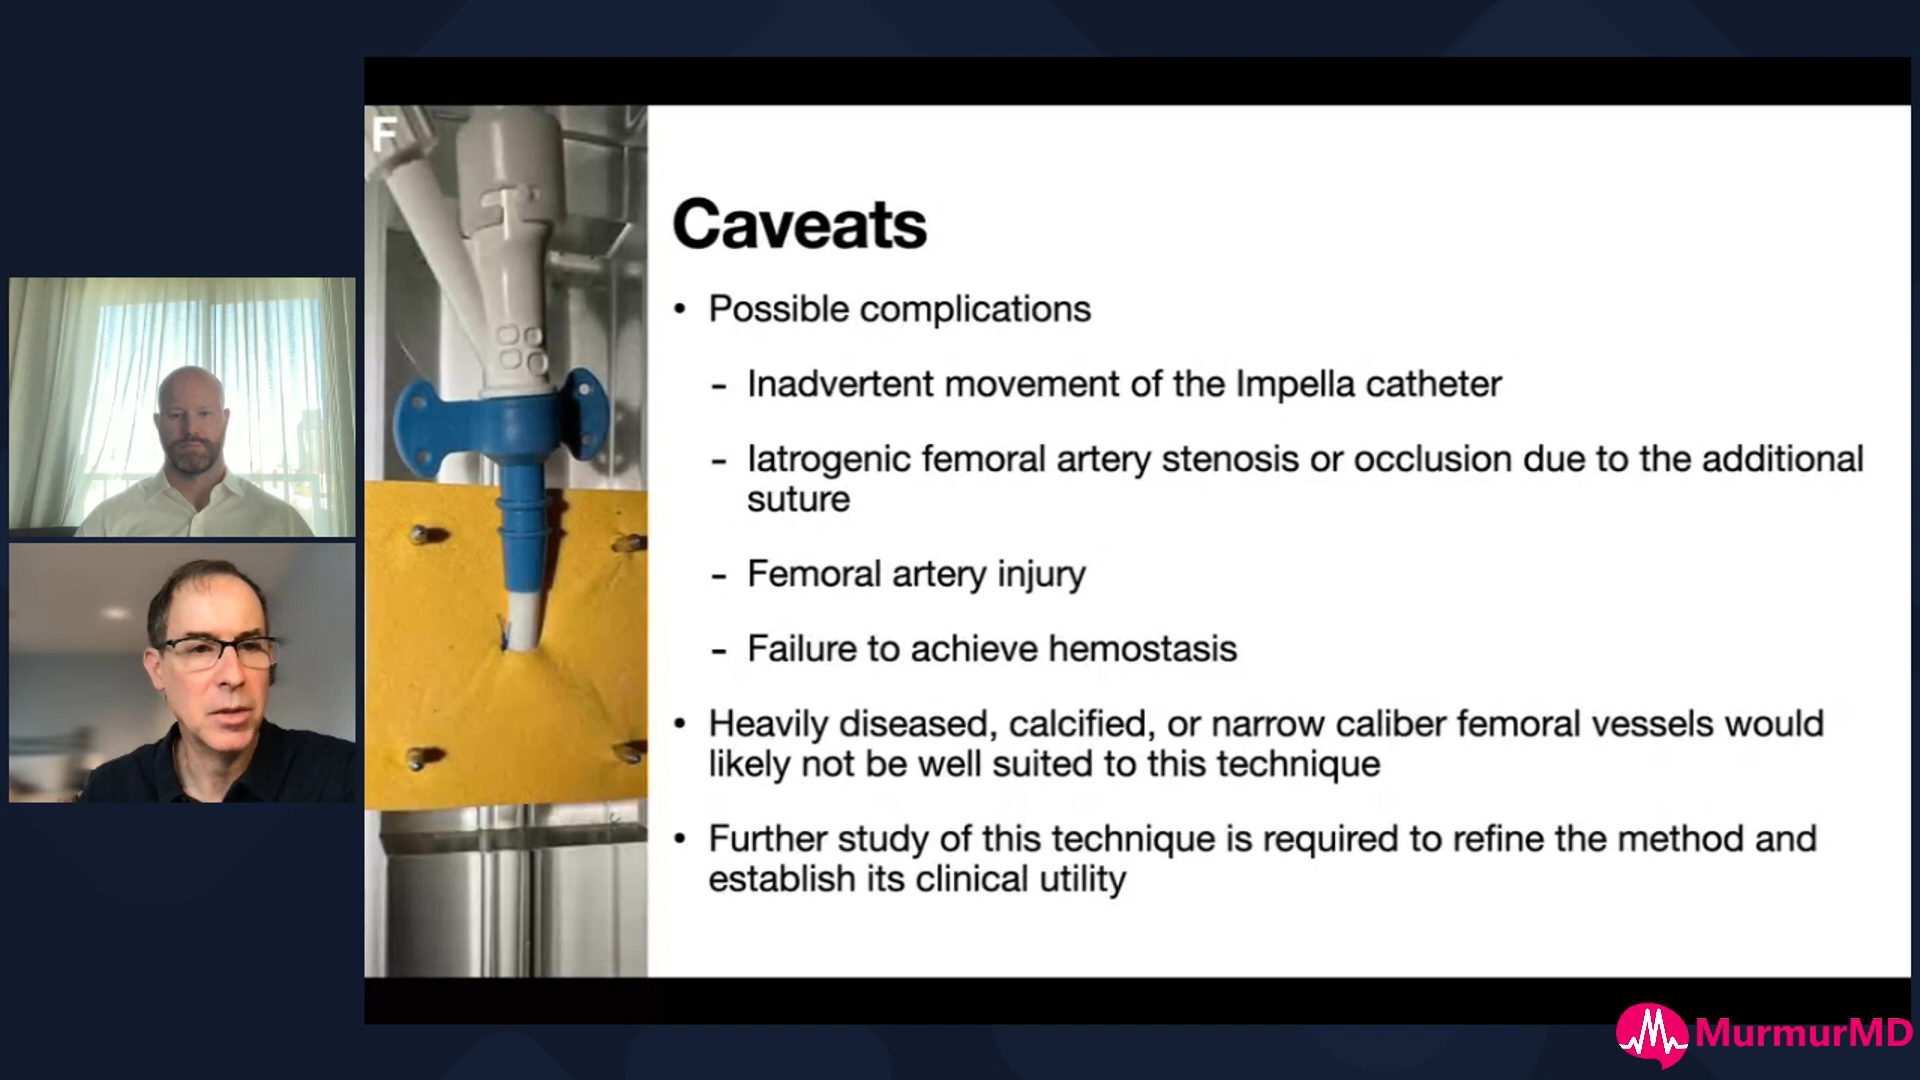 F
Caveats
• Possible complications
- Inadvertent movement of the Impella catheter
- Iatrogenic femoral artery stenosis or occlusion due to the additional
suture
- Femoral artery injury
- Failure to achieve hemostasis
• Heavily diseased, calcified, or narrow caliber femoral vessels would
likely not be well suited to this technique
• Further study of this technique is required to refine the method and
establish its clinical utility
MurmurMD